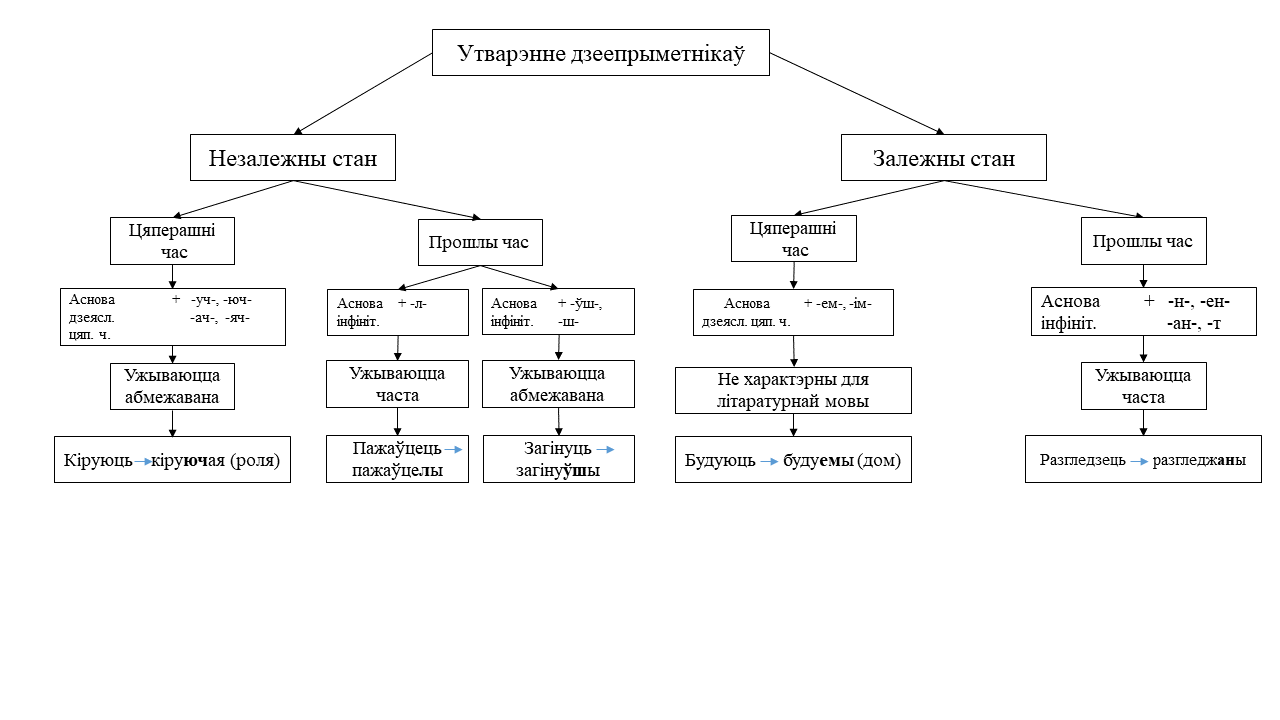 Утварэнне дзеепрыметнікаў
Незалежны стан
Залежны стан
Цяперашні
час
Прошлы час
Цяперашні
час
Прошлы час
Аснова + -уч-, -юч-
дзеясл. -ач-, -яч-
цяп. ч.
Аснова + -л-
інфініт.
Аснова + -ўш-,
інфініт. -ш-
Аснова + -ем-, -ім-
дзеясл. цяп. ч.
Аснова + -н-, -ен-
інфініт. -ан-, -т
Ужываюцца
абмежавана
Ужываюцца
часта
Ужываюцца
абмежавана
Не характэрны для
літаратурнай мовы
Ужываюцца
часта
Кіруюць → кіруючая (роля)
Пажаўцець →
пажаўцелы
Загінуць →
загінуўшы
Будуюць → будуемы (дом)
Разгледзець → разгледжаны